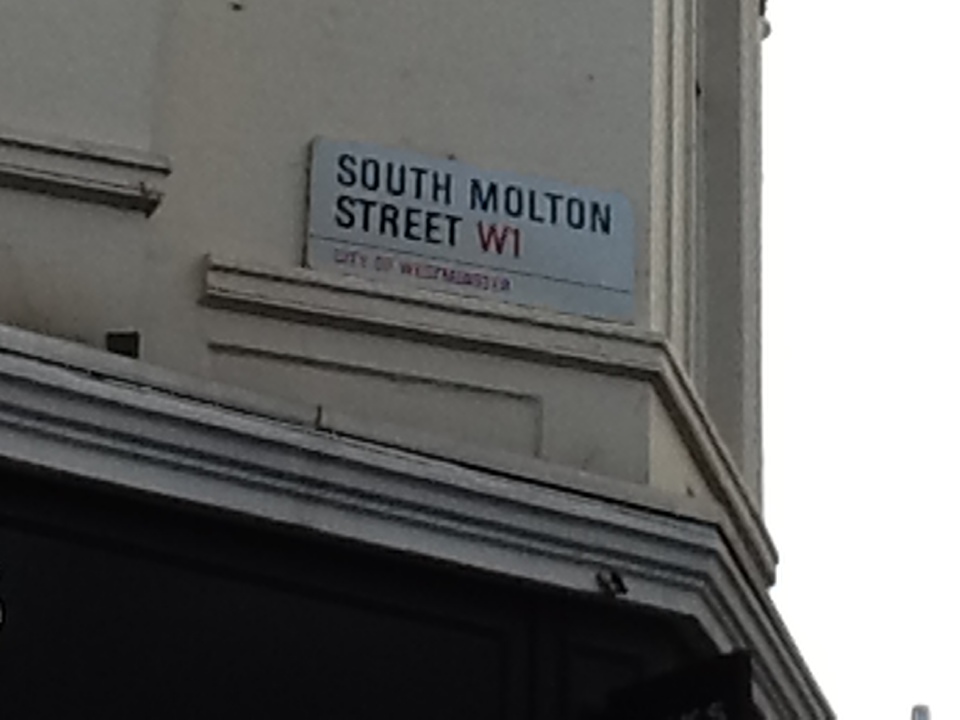 SOUTH MOLTON
STREET W1
CITY OF WESTMINSTER